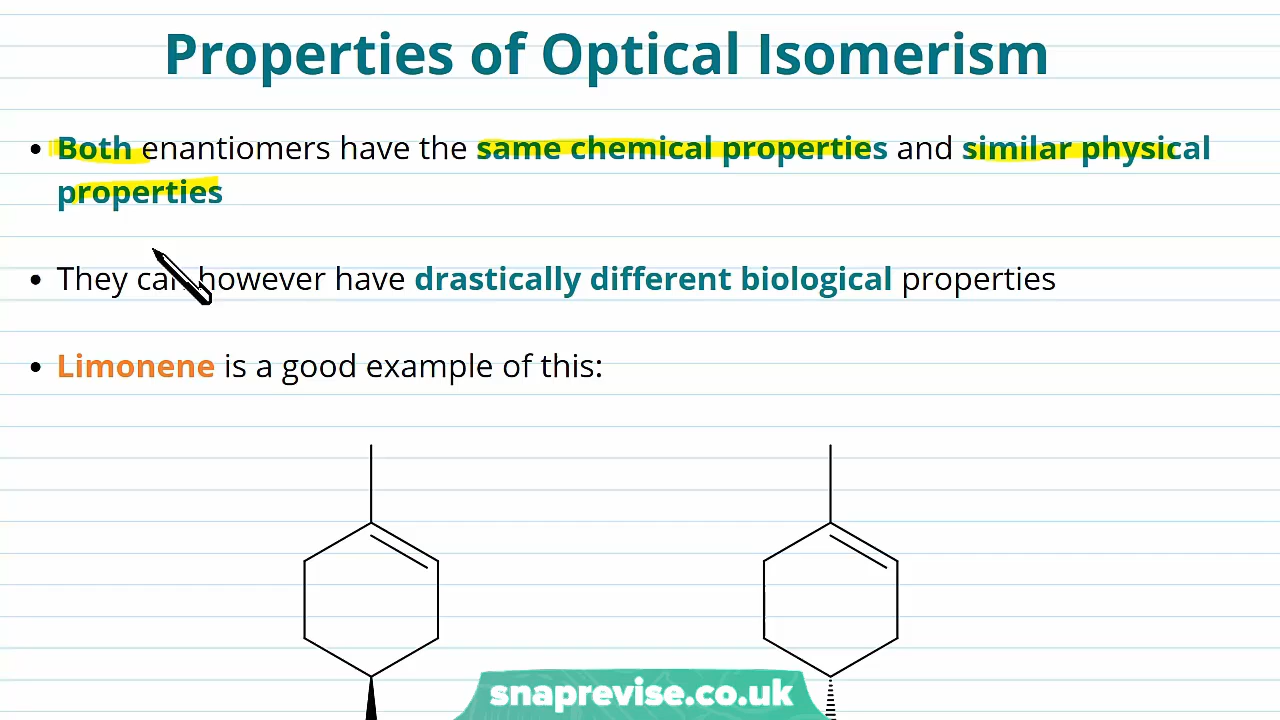 Properties of Optical Isomerism
• Both enantiomers have the same chemical properties and similar physical
properties
• They can however have drastically different biological properties
• Limonene is a good example of this:
snaprevise.co.uk